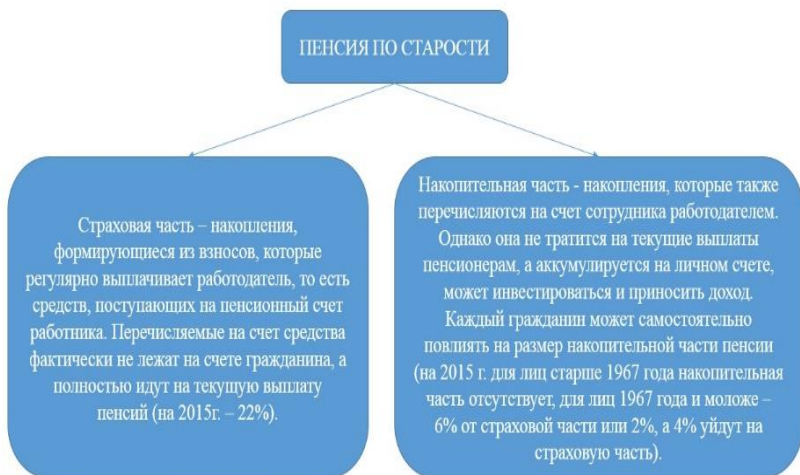 ПЕНСИЯ ПО СТАРОСТИ
Страховая часть – накопления,
формирующиеся из взносов, которые
регулярно выплачивает работодатель, то есть
средств, поступающих на пенсионный счет
работника. Перечисляемые на счет средства
фактически не лежат на счете гражданина, а
полностью идут на текущую выплату
пенсий (на 2015г. – 22%).
Накопительная часть - накопления, которые также
перечисляются на счет сотрудника работодателем.
Однако она не тратится на текущие выплаты
пенсионерам, а аккумулируется на личном счете,
может инвестироваться и приносить доход.
Каждый гражданин может самостоятельно
повлиять на размер накопительной части пенсии
(на 2015 г. для лиц старше 1967 года накопительная
часть отсутствует, для лиц 1967 года и моложе –
6% от страховой части или 2%, а 4% уйдут на
страховую часть).